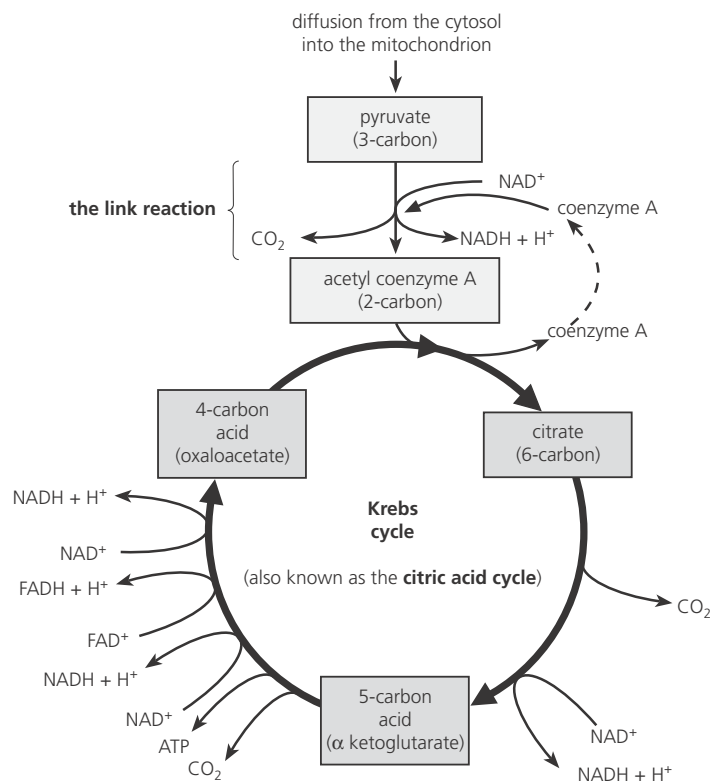 diffusion from the cytosol
into the mitochondrion
pyruvate
(3-carbon)
the link reaction
NAD⁺
coenzyme A
CO₂
NADH + H⁺
acetyl coenzyme A
(2-carbon)
coenzyme A
4-carbon
acid
(oxaloacetate)
citrate
(6-carbon)
Krebs
cycle
(also known as the citric acid cycle)
NADH + H⁺
NAD⁺
FADH + H⁺
FAD⁺
NADH + H⁺
NAD⁺
ATP
CO₂
5-carbon
acid
(α ketoglutarate)
CO₂
NAD⁺
NADH + H⁺